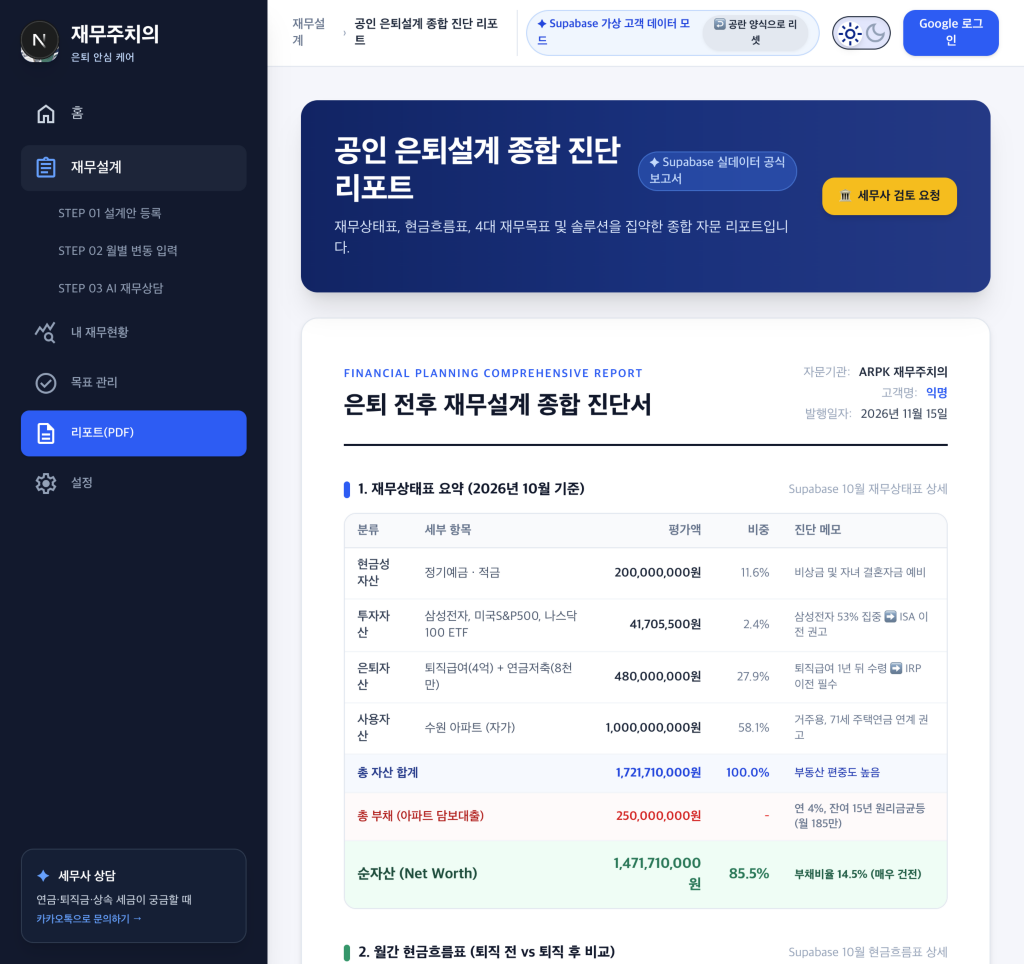 N
재무주치의
은퇴 안심 케어
홈
재무설계
STEP 01 설계안 등록
STEP 02 월별 변동 입력
STEP 03 AI 재무상담
내 재무현황
목표 관리
리포트(PDF)
설정
✦ 세무사 상담
연금·퇴직금·상속 세금이 궁금할 때
카카오톡으로 문의하기 →
재무설
계
›
공인 은퇴설계 종합 진단 리포
트
✦ Supabase 가상 고객 데이터 모
드
공란 양식으로 리
셋
Google 로그
인
공인 은퇴설계 종합 진단
리포트
✦ Supabase 실데이터 공식
보고서
재무상태표, 현금흐름표, 4대 재무목표 및 솔루션을 집약한 종합 자문 리포트입니
다.
🏛️ 세무사 검토 요청
FINANCIAL PLANNING COMPREHENSIVE REPORT
은퇴 전후 재무설계 종합 진단서
자문기관: ARPK 재무주치의
고객명: 익명
발행일자: 2026년 11월 15일
1. 재무상태표 요약 (2026년 10월 기준)
Supabase 10월 재무상태표 상세
분류 세부 항목 평가액 비중 진단 메모
현금성
자산
정기예금 · 적금
200,000,000원
11.6%
비상금 및 자녀 결혼자금 예비
투자자
산
삼성전자, 미국S&P500, 나스닥
100 ETF
41,705,500원
2.4%
삼성전자 53% 집중 ➡️ ISA 이
전 권고
은퇴자
산
퇴직급여(4억) + 연금저축(8천
만)
480,000,000원
27.9%
퇴직급여 1년 뒤 수령 ➡️ IRP
이전 필수
사용자
산
수원 아파트 (자가)
1,000,000,000원
58.1%
거주용, 71세 주택연금 연계 권
고
총 자산 합계 1,721,710,000원 100.0% 부동산 편중도 높음
총 부채 (아파트 담보대출)
250,000,000원
-
연 4%, 잔여 15년 원리금균등
(월 185만)
순자산 (Net Worth)
1,471,710,000
원
85.5%
부채비율 14.5% (매우 건전)
2. 월간 현금흐름표 (퇴직 전 vs 퇴직 후 비교)
Supabase 10월 현금흐름표 상세